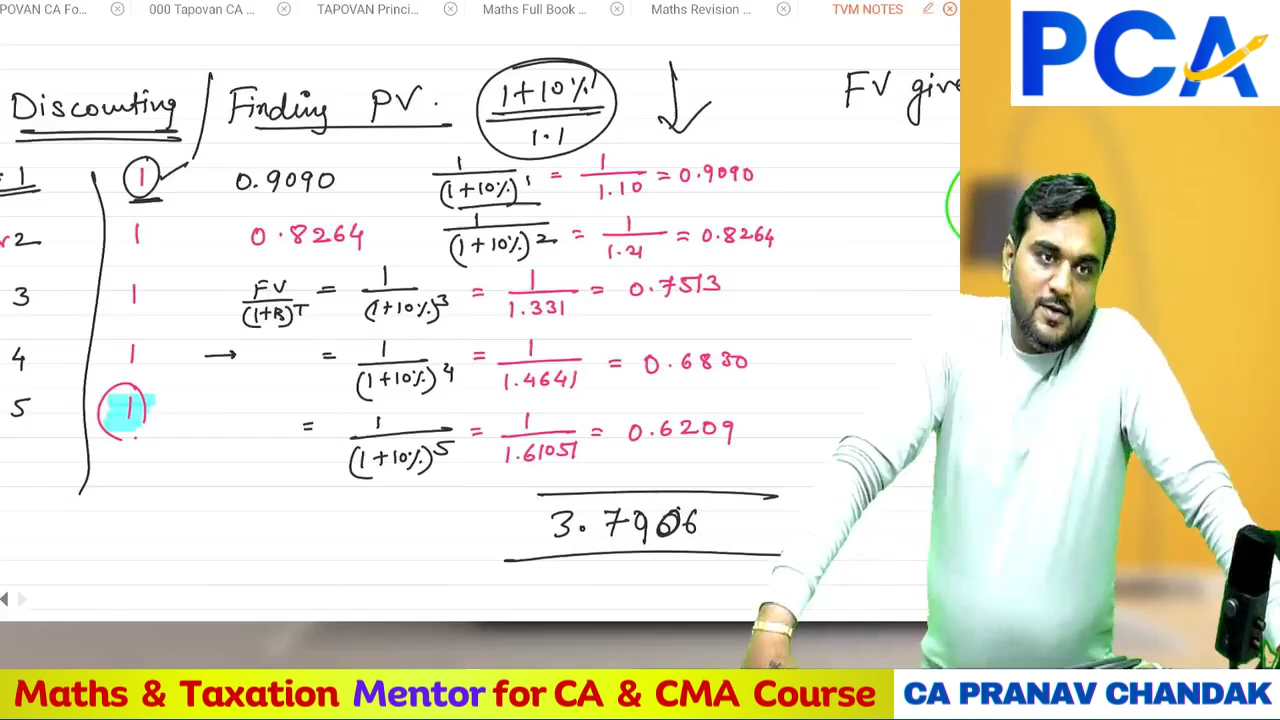 POVAN CA Fo...
000 Tapovan CA ...
TAPOVAN Princi...
Maths Full Book ...
Maths Revision ...
TVM NOTES
PCA
Discounting Finding PV. 1+10% / 1.1 FV give
1 1 0.9090 1/(1+10%)^1 = 1/1.10 = 0.9090
r2 1 0.8264 1/(1+10%)^2 = 1/1.21 = 0.8264
3 1 FV/(1+R)^T = 1/(1+10%)^3 = 1/1.331 = 0.7513
4 1 → = 1/(1+10%)^4 = 1/1.4641 = 0.6830
5 1 = 1/(1+10%)^5 = 1/1.61051 = 0.6209
3.7906
Maths & Taxation Mentor for CA & CMA Course
CA PRANAV CHANDAK